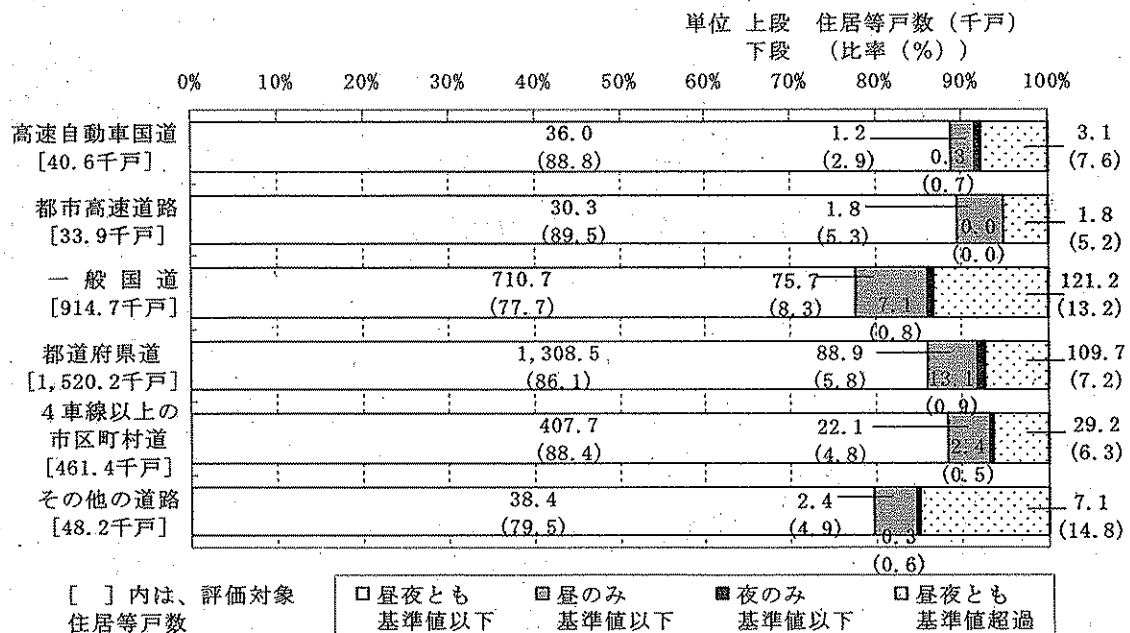 単位 上段 住居等戸数（千戸）
下段 （比率（％））
0% 10% 20% 30% 40% 50% 60% 70% 80% 90% 100%
高速自動車国道
[40.6千戸]
36.0
(88.8)
1.2
(2.9)
0.3
(0.7)
3.1
(7.6)
都市高速道路
[33.9千戸]
30.3
(89.5)
1.8
(5.3)
0.0
(0.0)
1.8
(5.2)
一般国道
[914.7千戸]
710.7
(77.7)
75.7
(8.3)
7.1
(0.8)
121.2
(13.2)
都道府県道
[1,520.2千戸]
1,308.5
(86.1)
88.9
(5.8)
13.1
(0.9)
109.7
(7.2)
4車線以上の
市区町村道
[461.4千戸]
407.7
(88.4)
22.1
(4.8)
2.4
(0.5)
29.2
(6.3)
その他の道路
[48.2千戸]
38.4
(79.5)
2.4
(4.9)
0.3
(0.6)
7.1
(14.8)
[ ]内は、評価対象
住居等戸数
昼夜とも
基準値以下
昼のみ
基準値以下
夜のみ
基準値以下
昼夜とも
基準値超過